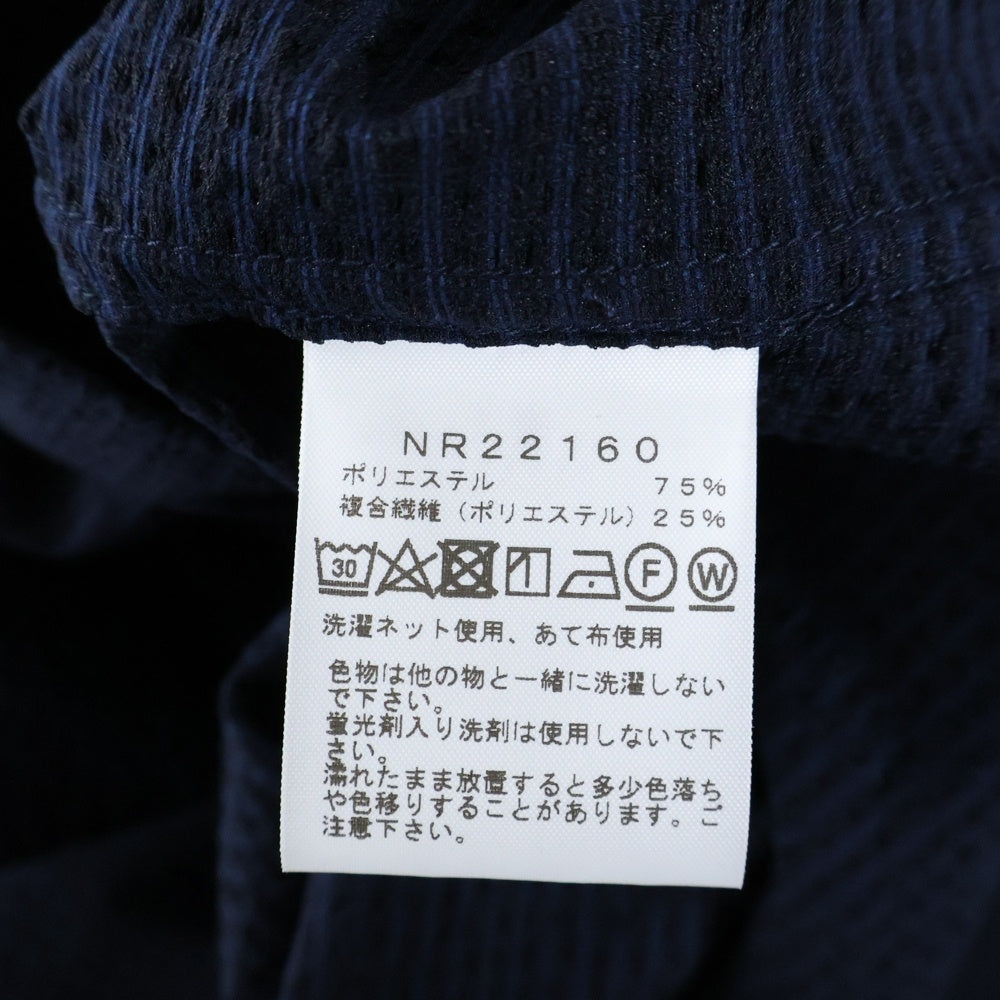 NR22160
ポリエステル 75%
複合繊維(ポリエステル)25%
30 F W
洗濯ネット使用、あて布使用
色物は他の物と一緒に洗濯しない
で下さい。
蛍光剤入り洗剤は使用しないで下
さい。
濡れたまま放置すると多少色落ち
や色移りすることがあります。ご
注意下さい。